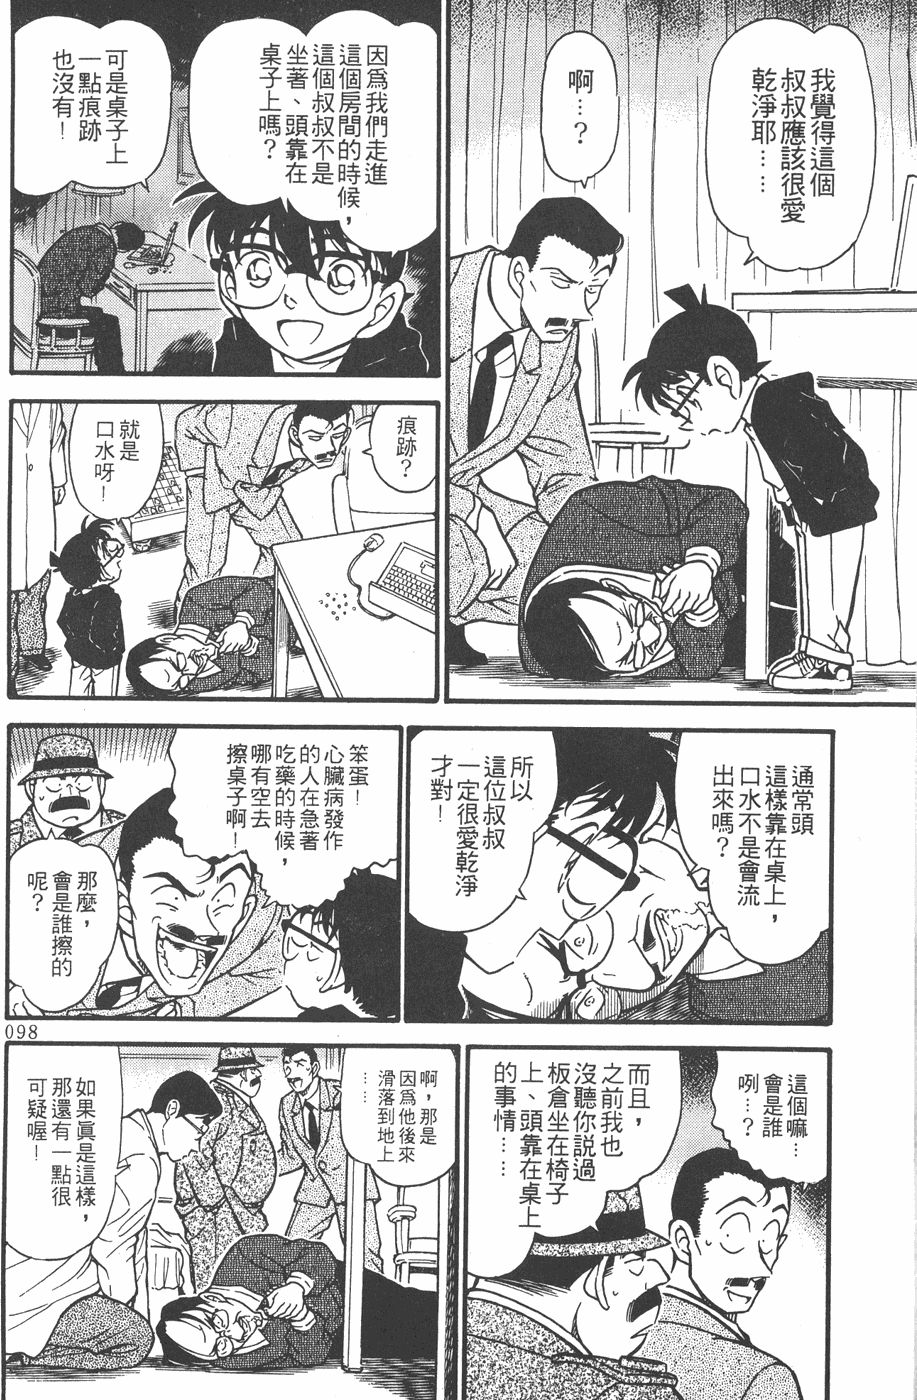 我覺得這個
叔叔應該很愛
乾淨耶……
啊…？
因為我們走進
這個房間的時候，
這個叔叔不是
坐著、頭靠在
桌子上嗎？
可是桌子上
一點痕跡
也沒有！
痕跡？
就是
口水呀！
通常頭
這樣靠在桌上，
口水不是會流
出來嗎？
所以
這位叔叔
一定很愛乾淨
才對！
笨蛋！
心臟病發作
的人在急著
吃藥的時候，
哪有空去
擦桌子啊！
那麼，
會是誰擦的
呢？
這個嘛…
會是誰
咧…？
而且，
之前我也
沒聽你說過
板倉坐在椅子
上、頭靠在桌上
的事情……
啊，那是
因為他後來
滑落到地上
……
如果真是這樣，
那還有一點很
可疑喔！
098